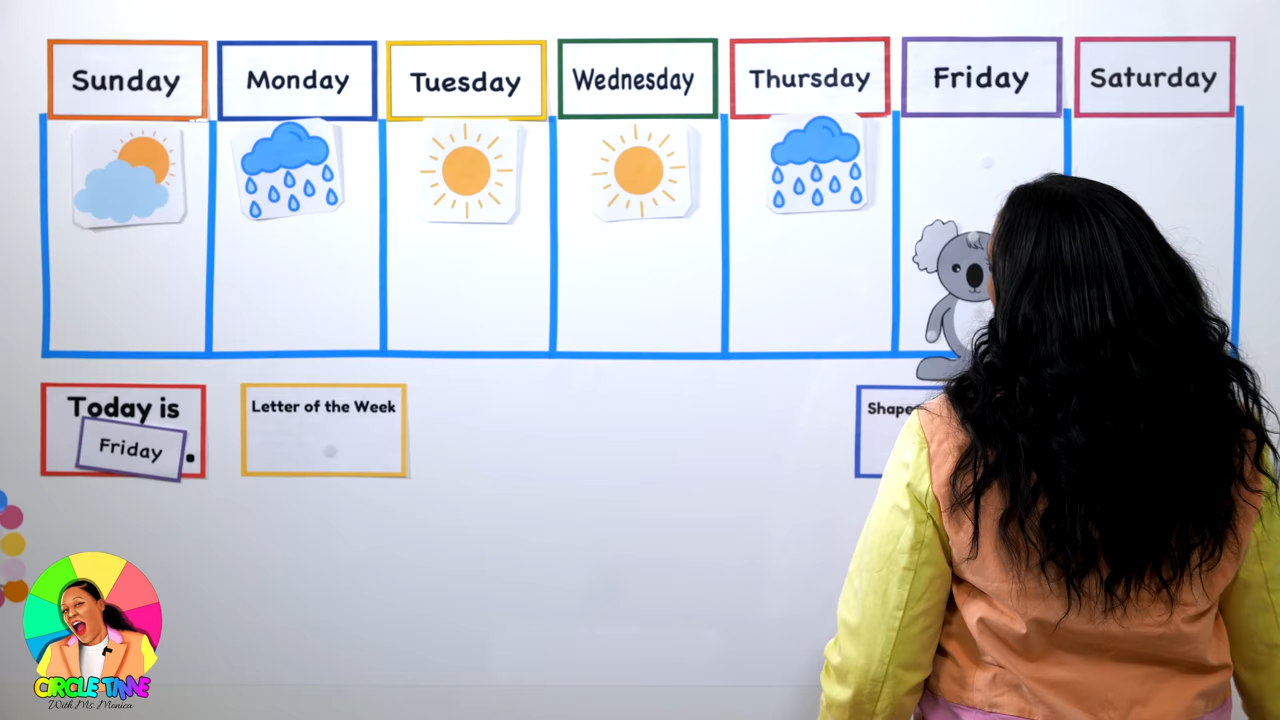 Sunday
Monday
Tuesday
Wednesday
Thursday
Friday
Saturday
Today is
Friday.
Letter of the Week
Shape
CIRCLE TIME
With Ms. Monica